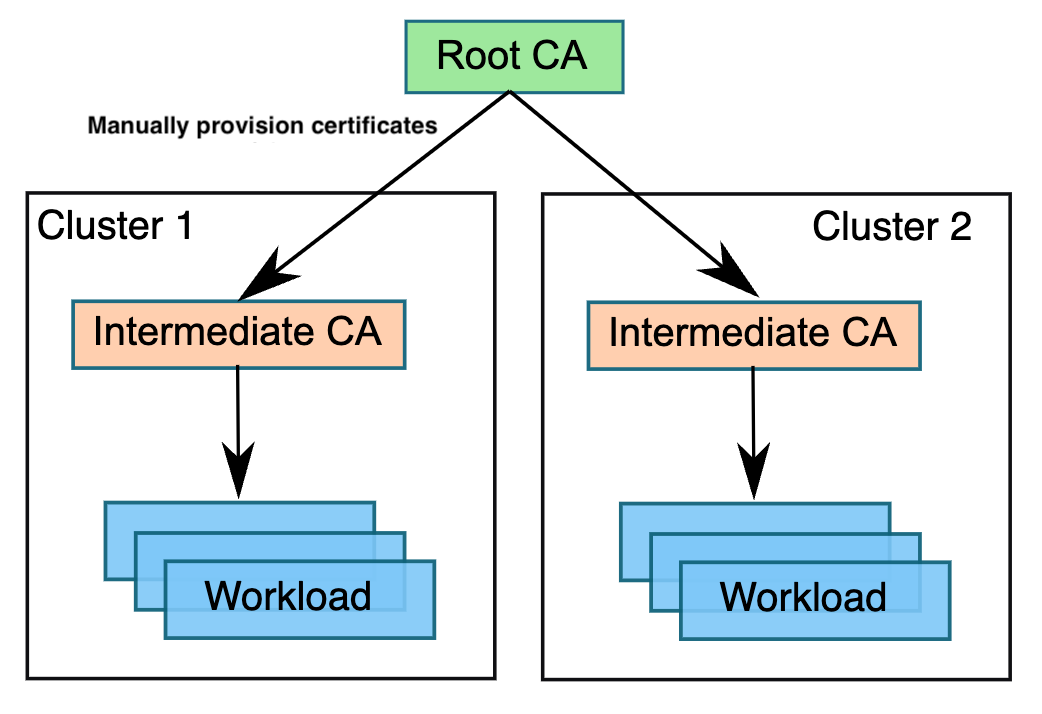 Root CA
Manually provision certificates
Cluster 1
Cluster 2
Intermediate CA
Intermediate CA
Workload
Workload